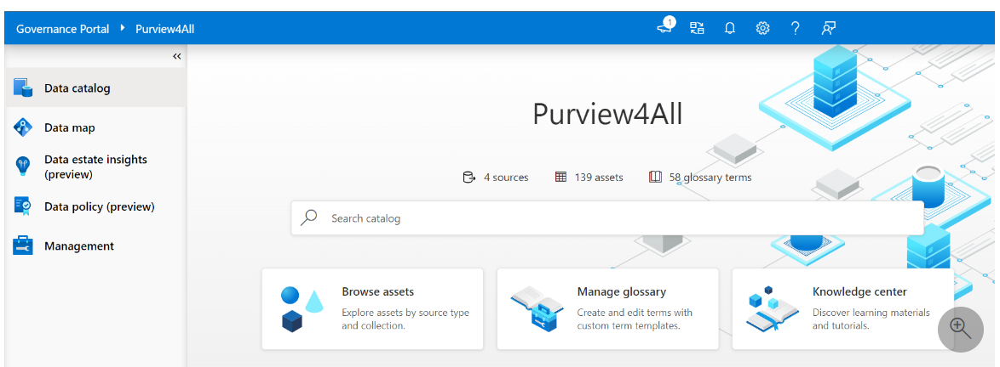 Governance Portal Purview4All
1
Data catalog
Data map
Data estate insights
(preview)
Data policy (preview)
Management
Purview4All
4 sources 139 assets 58 glossary terms
Search catalog
Browse assets
Explore assets by source type
and collection.
Manage glossary
Create and edit terms with
custom term templates.
Knowledge center
Discover learning materials
and tutorials.